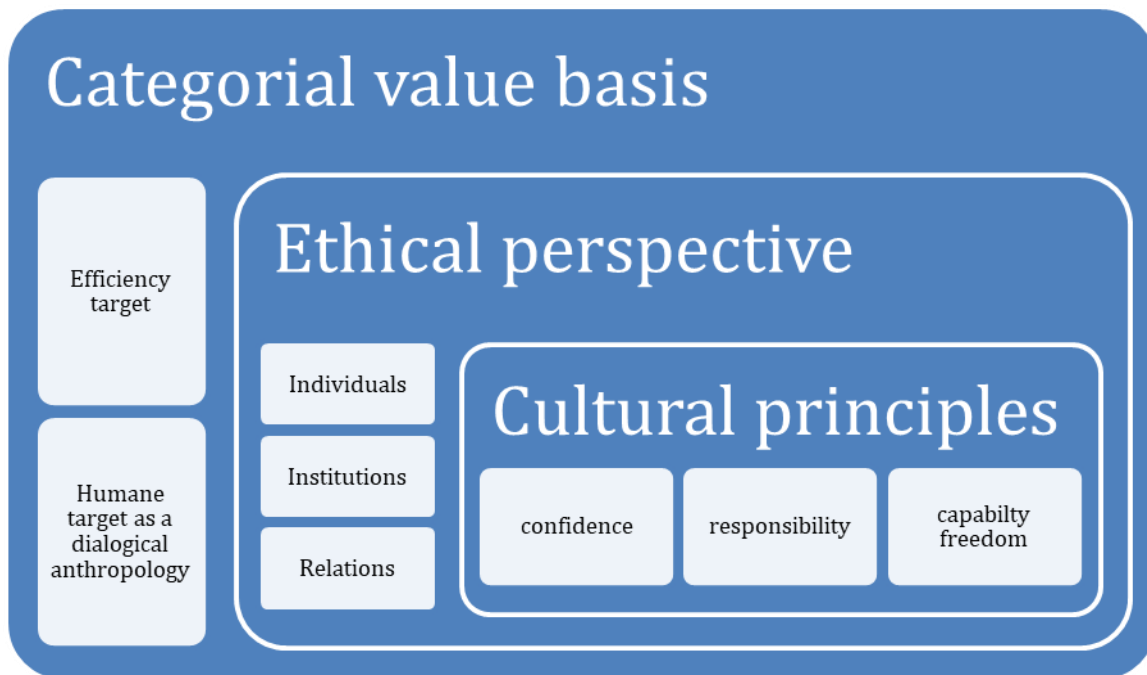 Categorial value basis
Efficiency
target
Humane
target as a
dialogical
anthropology
Ethical perspective
Individuals
Institutions
Relations
Cultural principles
confidence
responsibility
capabilty
freedom